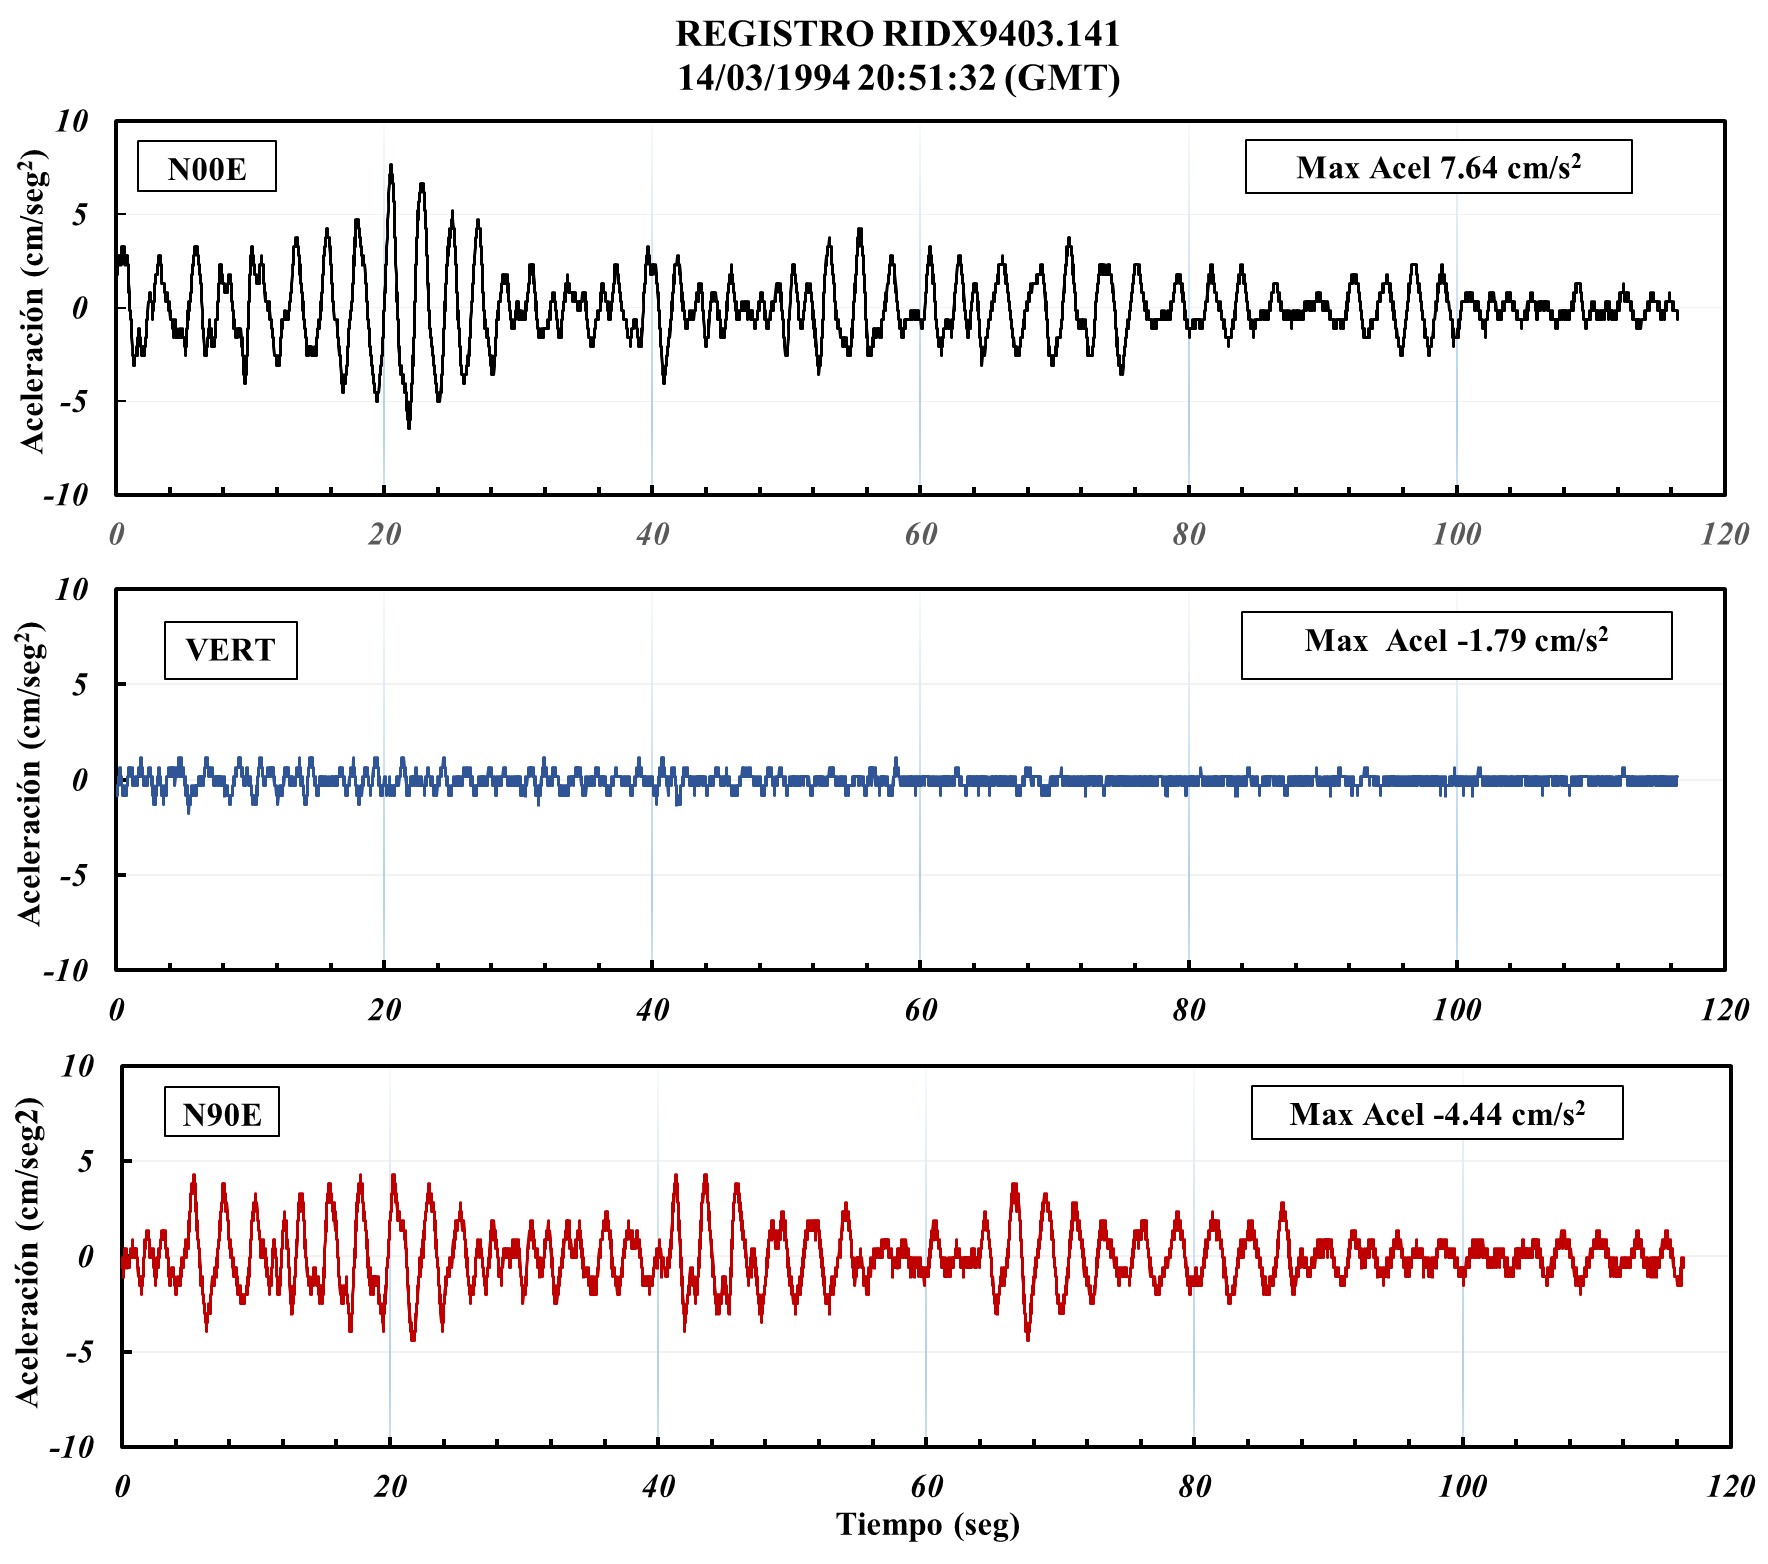 REGISTRO RIDX9403.141
14/03/1994 20:51:32 (GMT)
Aceleración (cm/seg²)
10
5
0
-5
-10
N00E
Max Acel 7.64 cm/s²
0 20 40 60 80 100 120
Aceleración (cm/seg²)
10
5
0
-5
-10
VERT
Max Acel -1.79 cm/s²
0 20 40 60 80 100 120
Aceleración (cm/seg2)
10
5
0
-5
-10
N90E
Max Acel -4.44 cm/s²
0 20 40 60 80 100 120
Tiempo (seg)